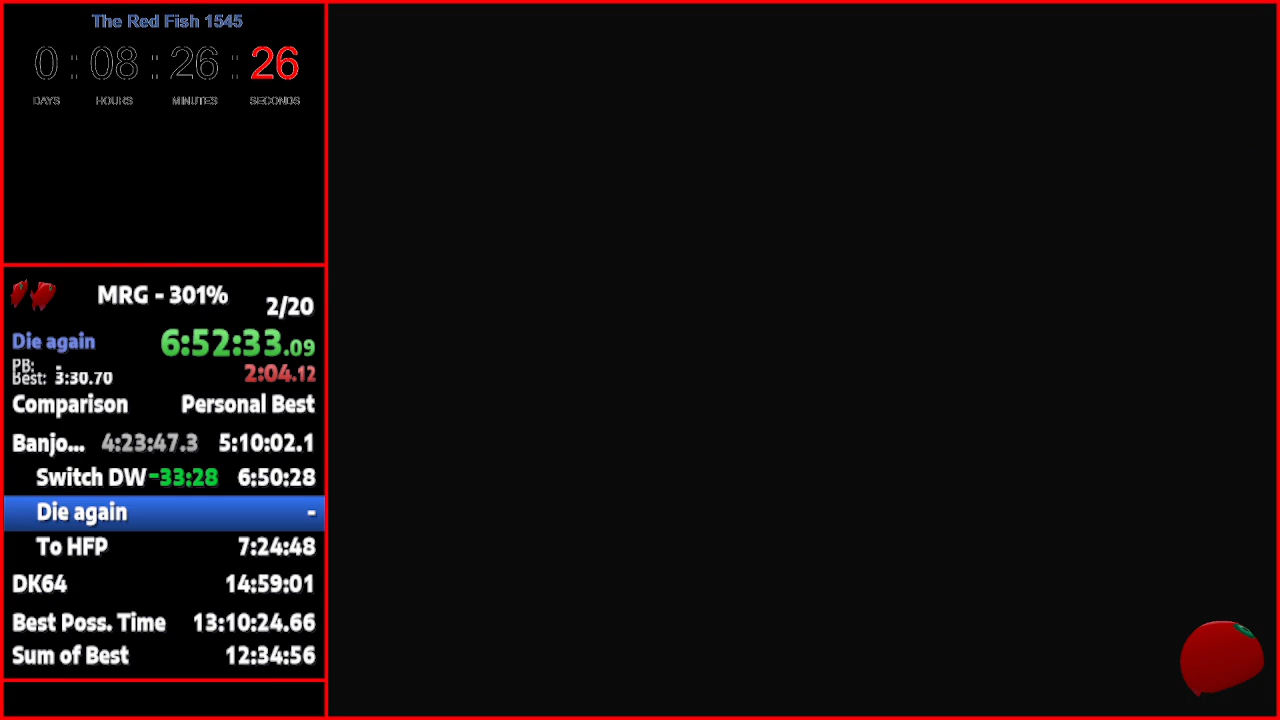 The Red Fish 1545
0 : 08 : 26 : 26
DAYS HOURS MINUTES SECONDS
MRG - 301%
2/20
Die again 6:52:33.09
PB: -
Best: 3:30.70 2:04.12
Comparison Personal Best
Banjo... 4:23:47.3 5:10:02.1
Switch DW -33:28 6:50:28
Die again -
To HFP 7:24:48
DK64 14:59:01
Best Poss. Time 13:10:24.66
Sum of Best 12:34:56